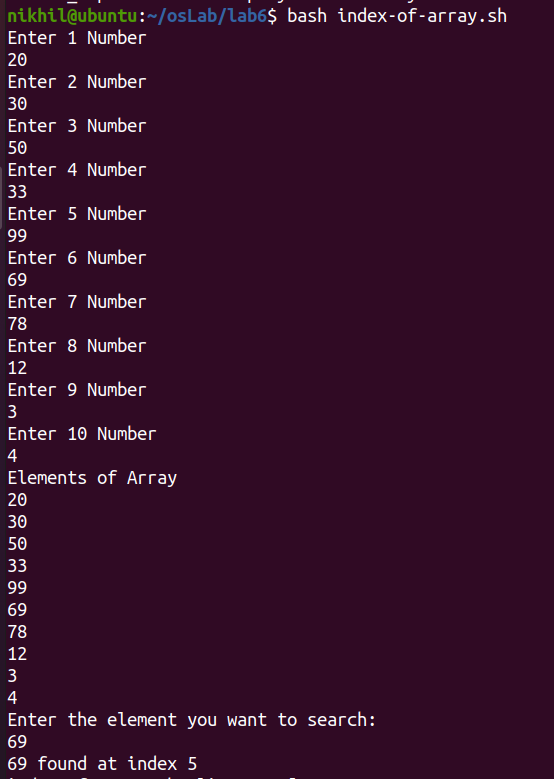 nikhil@ubuntu:~/osLab/lab6$ bash index-of-array.sh
Enter 1 Number
20
Enter 2 Number
30
Enter 3 Number
50
Enter 4 Number
33
Enter 5 Number
99
Enter 6 Number
69
Enter 7 Number
78
Enter 8 Number
12
Enter 9 Number
3
Enter 10 Number
4
Elements of Array
20
30
50
33
99
69
78
12
3
4
Enter the element you want to search:
69
69 found at index 5